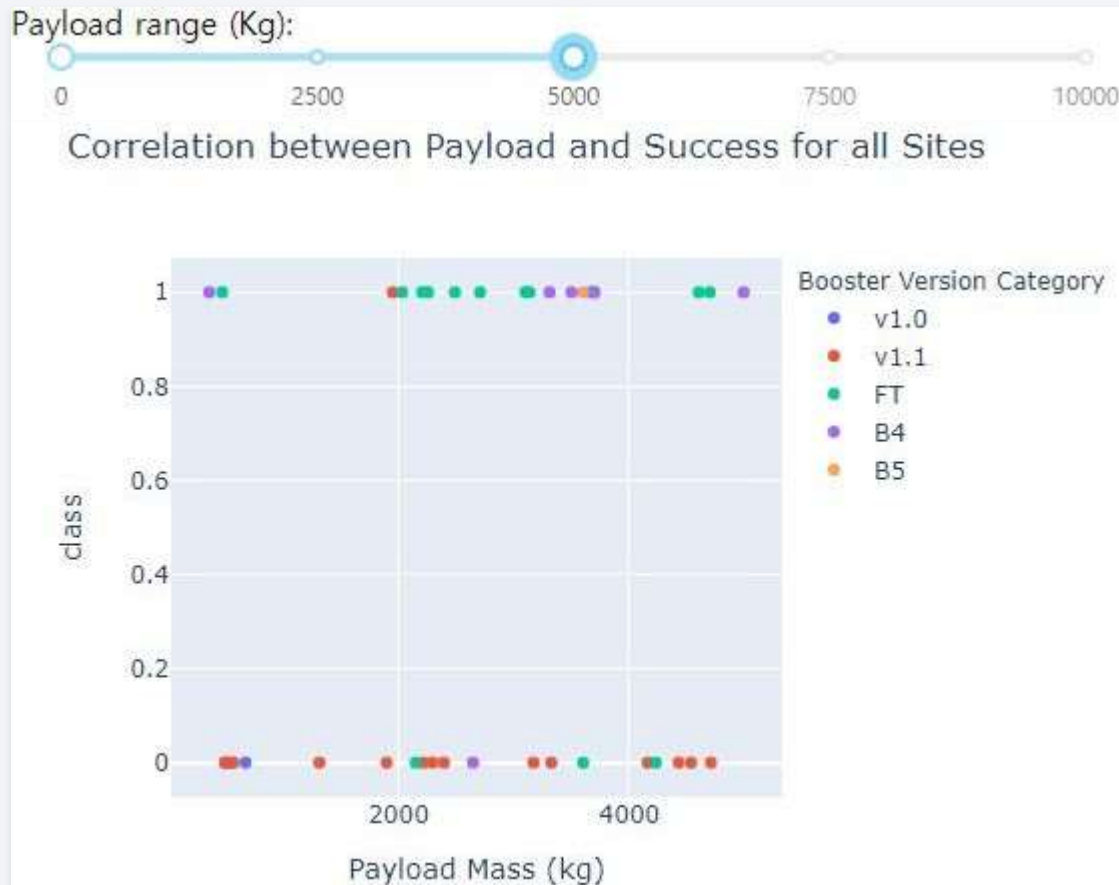 Payload range (Kg):
0 2500 5000 7500 10000
Correlation between Payload and Success for all Sites
Booster Version Category
v1.0
v1.1
FT
B4
B5
1
0.8
0.6
0.4
0.2
0
class
2000 4000
Payload Mass (kg)